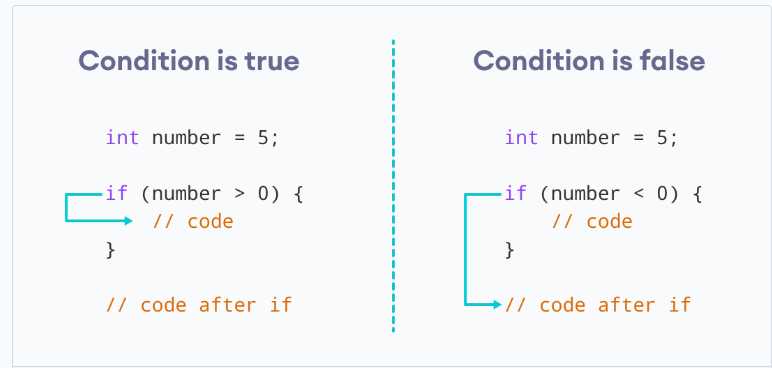 Condition is true
int number = 5;
if (number > 0) {
// code
}
// code after if
Condition is false
int number = 5;
if (number < 0) {
// code
}
// code after if